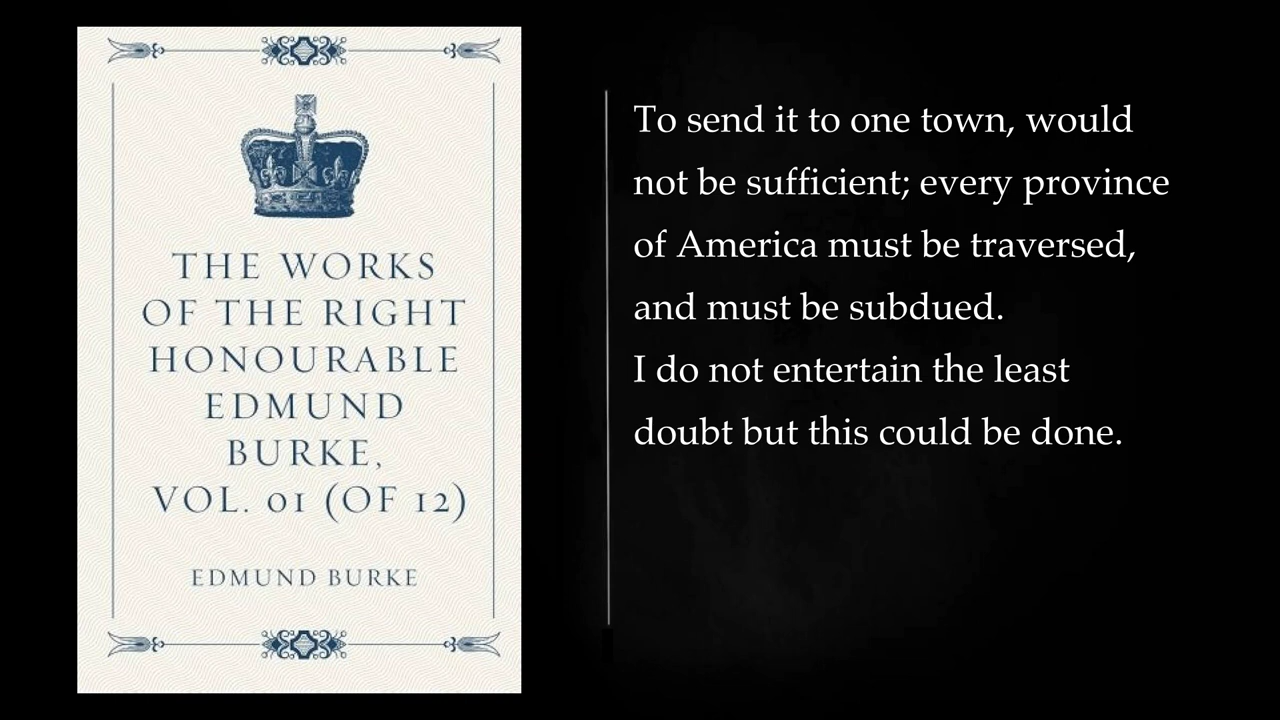 THE WORKS
OF THE RIGHT
HONOURABLE
EDMUND
BURKE,
VOL. 01 (OF 12)
EDMUND BURKE
To send it to one town, would
not be sufficient; every province
of America must be traversed,
and must be subdued.
I do not entertain the least
doubt but this could be done.